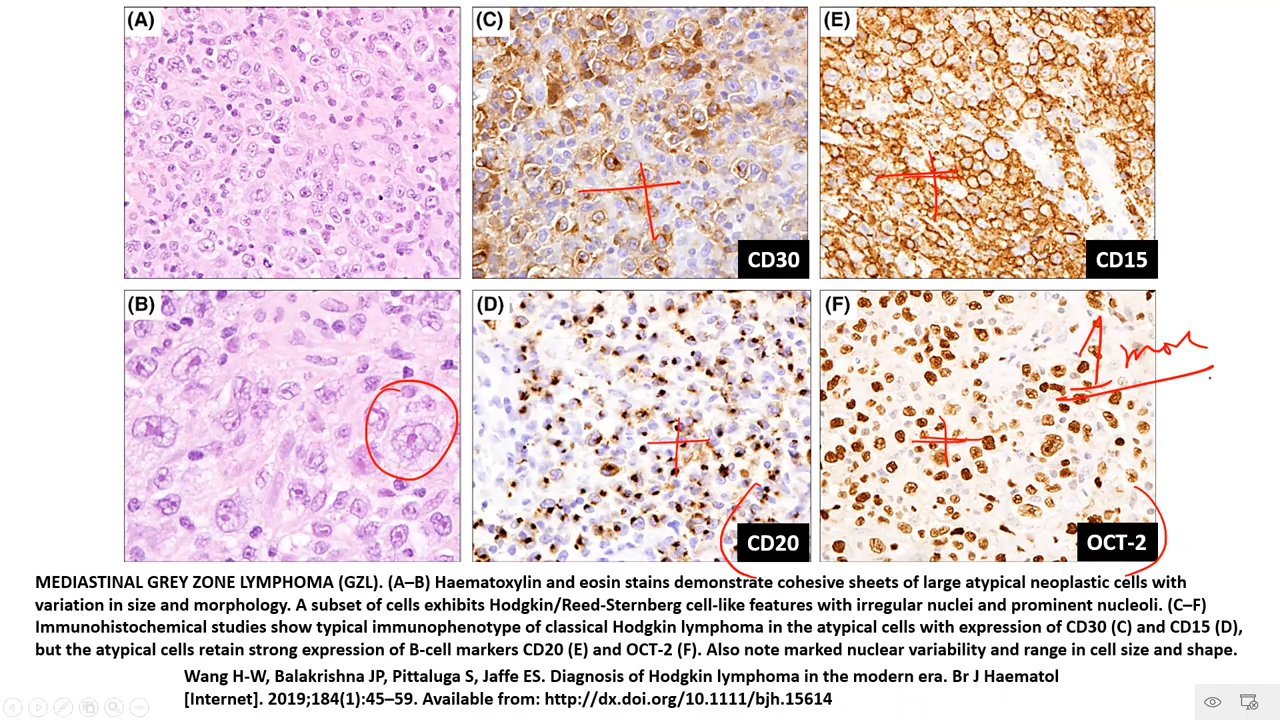 (A)
(C)
(E)
CD30
CD15
(B)
(D)
(F)
CD20
OCT-2
MEDIASTINAL GREY ZONE LYMPHOMA (GZL). (A–B) Haematoxylin and eosin stains demonstrate cohesive sheets of large atypical neoplastic cells with
variation in size and morphology. A subset of cells exhibits Hodgkin/Reed-Sternberg cell-like features with irregular nuclei and prominent nucleoli. (C–F)
Immunohistochemical studies show typical immunophenotype of classical Hodgkin lymphoma in the atypical cells with expression of CD30 (C) and CD15 (D),
but the atypical cells retain strong expression of B-cell markers CD20 (E) and OCT-2 (F). Also note marked nuclear variability and range in cell size and shape.
Wang H-W, Balakrishna JP, Pittaluga S, Jaffe ES. Diagnosis of Hodgkin lymphoma in the modern era. Br J Haematol
[Internet]. 2019;184(1):45–59. Available from: http://dx.doi.org/10.1111/bjh.15614